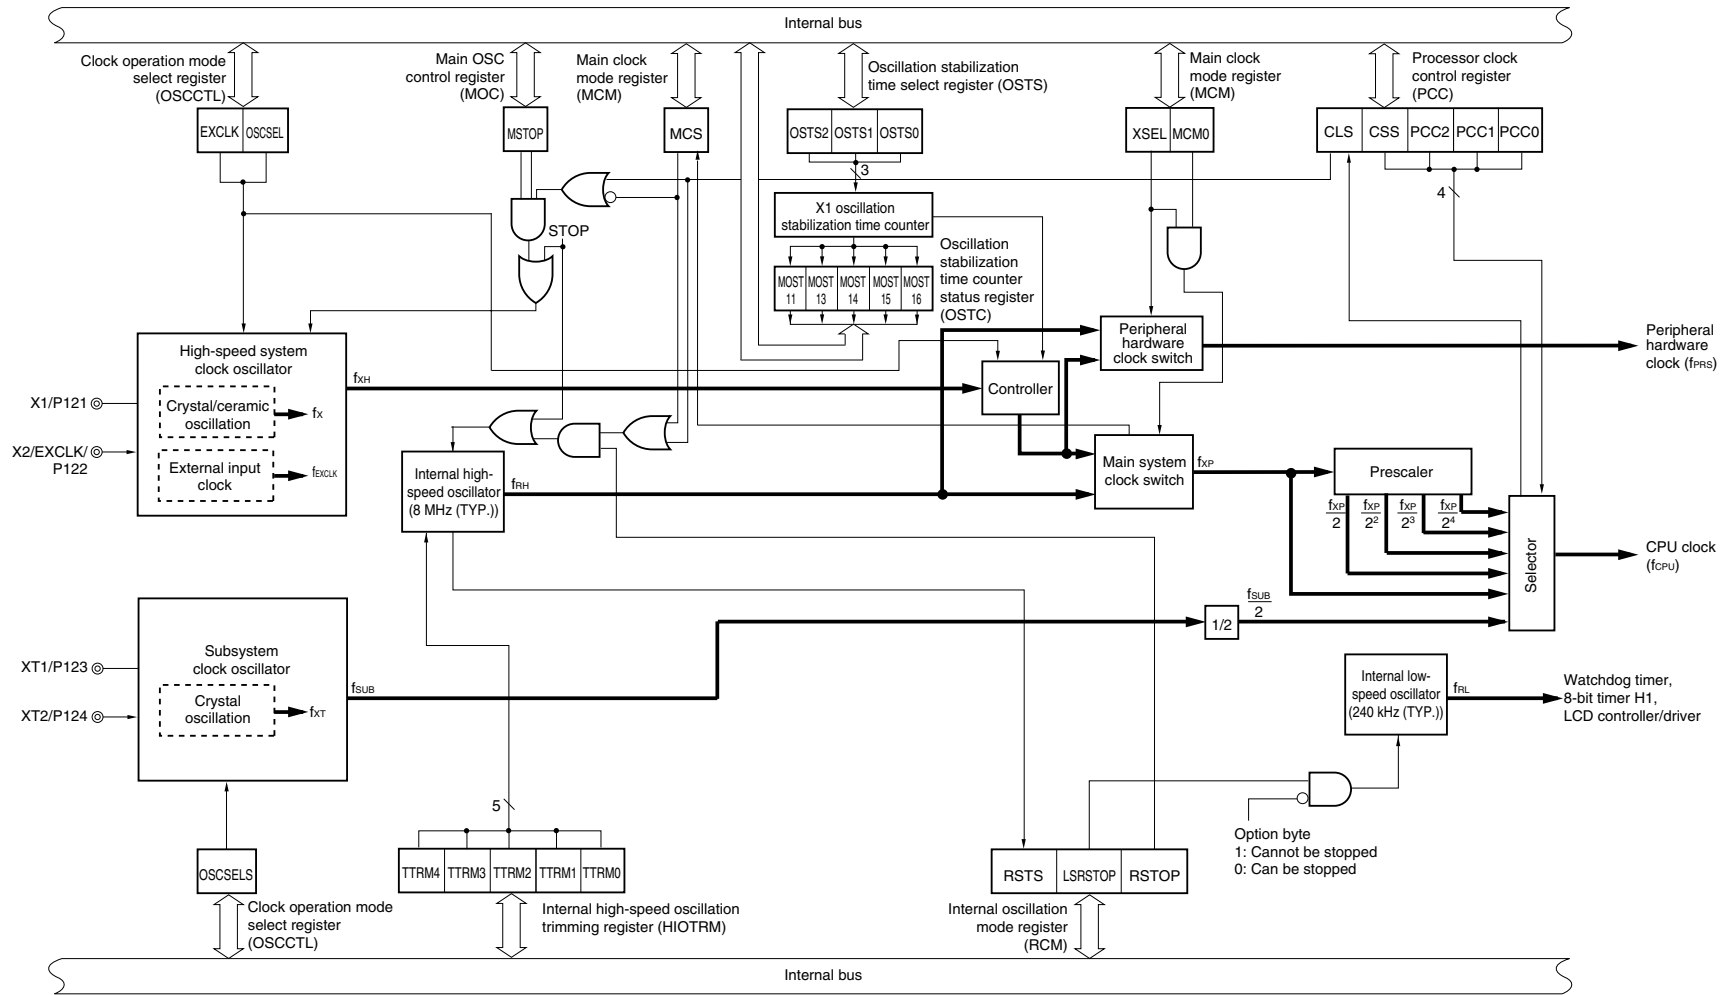 Internal bus
Clock operation mode
select register
(OSCCTL)
Main OSC
control register
(MOC)
Main clock
mode register
(MCM)
Oscillation stabilization
time select register (OSTS)
Main clock
mode register
(MCM)
Processor clock
control register
(PCC)
EXCLK OSCSEL
MSTOP
MCS
OSTS2 OSTS1 OSTS0
XSEL MCM0
CLS CSS PCC2 PCC1 PCC0
3
4
X1 oscillation
stabilization time counter
STOP
MOST 11
MOST 13
MOST 14
MOST 15
MOST 16
Oscillation
stabilization
time counter
status register
(OSTC)
High-speed system
clock oscillator
Crystal/ceramic
oscillation
fX
External input
clock
fEXCLK
X1/P121
X2/EXCLK/
P122
fXH
Controller
Peripheral
hardware
clock switch
Peripheral
hardware
clock (fPRS)
Internal high-
speed oscillator
(8 MHz (TYP.))
fRH
Main system
clock switch
fXP
Prescaler
fXP
2
fXP
2²
fXP
2³
fXP
2⁴
Selector
CPU clock
(fCPU)
Subsystem
clock oscillator
Crystal
oscillation
fXT
XT1/P123
XT2/P124
fSUB
1/2
fSUB
2
Internal low-
speed oscillator
(240 kHz (TYP.))
fRL
Watchdog timer,
8-bit timer H1,
LCD controller/driver
Option byte
1: Cannot be stopped
0: Can be stopped
5
OSCSELS
TTRM4 TTRM3 TTRM2 TTRM1 TTRM0
RSTS LSRSTOP RSTOP
Clock operation mode
select register
(OSCCTL)
Internal high-speed oscillation
trimming register (HIOTRM)
Internal oscillation
mode register
(RCM)
Internal bus